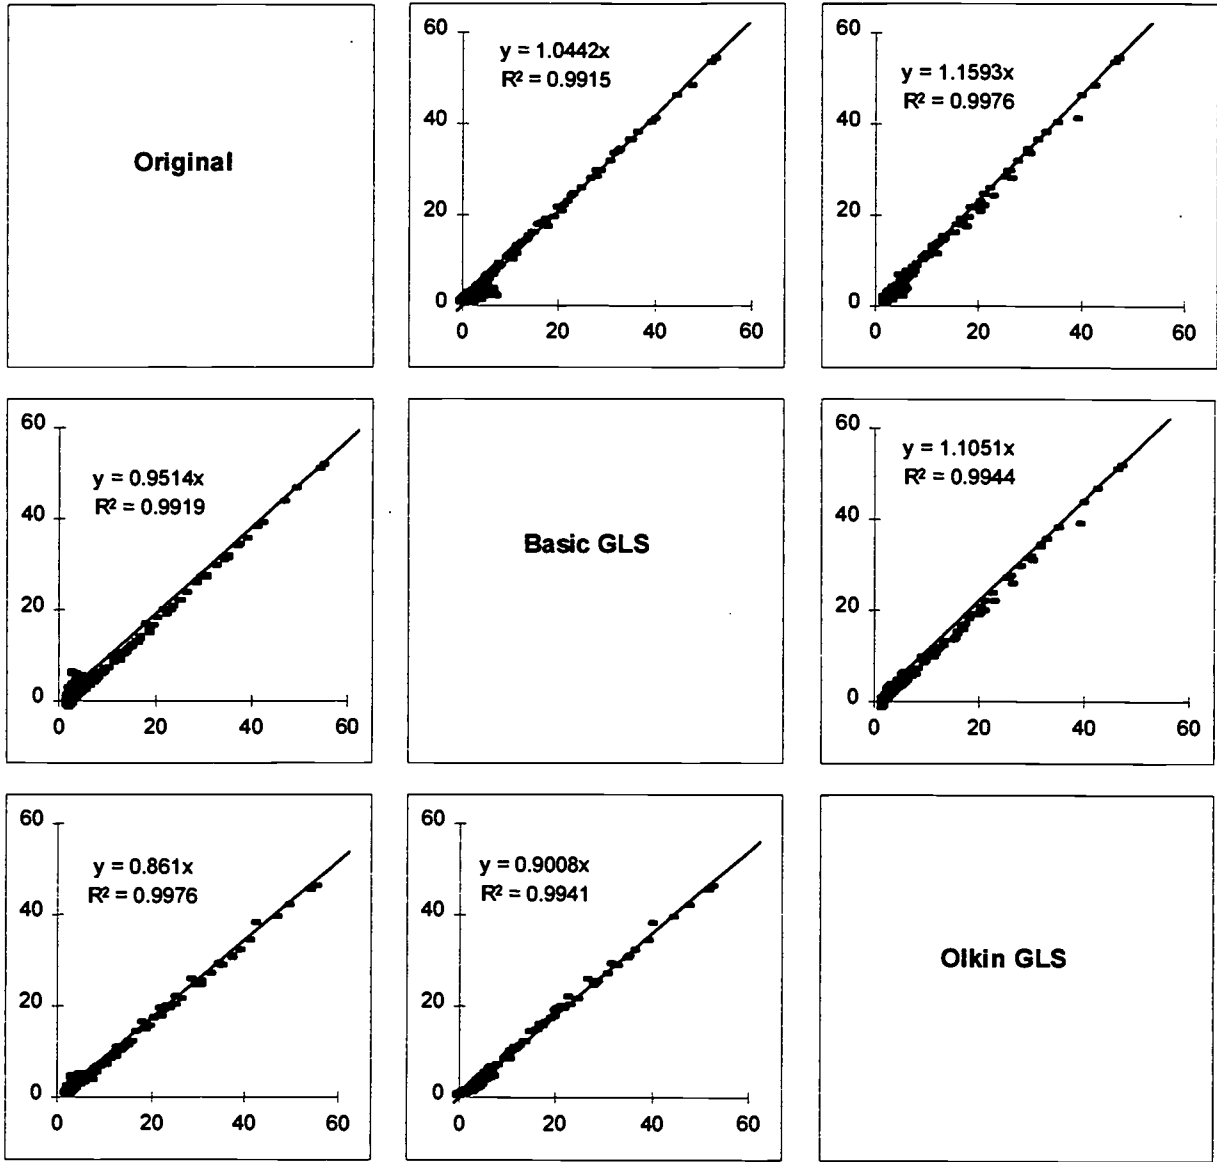 Original
60
40
20
0
y = 1.0442x
R² = 0.9915
0 20 40 60
60
40
20
0
y = 1.1593x
R² = 0.9976
0 20 40 60
60
40
20
0
y = 0.9514x
R² = 0.9919
0 20 40 60
Basic GLS
60
40
20
0
y = 1.1051x
R² = 0.9944
0 20 40 60
60
40
20
0
y = 0.861x
R² = 0.9976
0 20 40 60
60
40
20
0
y = 0.9008x
R² = 0.9941
0 20 40 60
Olkin GLS